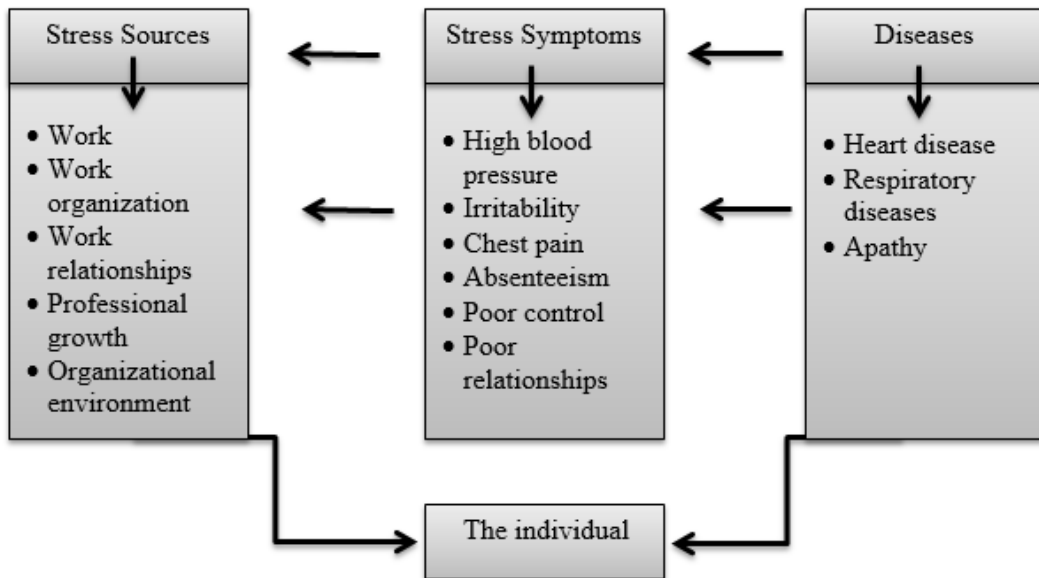 Stress Sources
• Work
• Work
organization
• Work
relationships
• Professional
growth
• Organizational
environment
Stress Symptoms
• High blood
pressure
• Irritability
• Chest pain
• Absenteeism
• Poor control
• Poor
relationships
Diseases
• Heart disease
• Respiratory
diseases
• Apathy
The individual